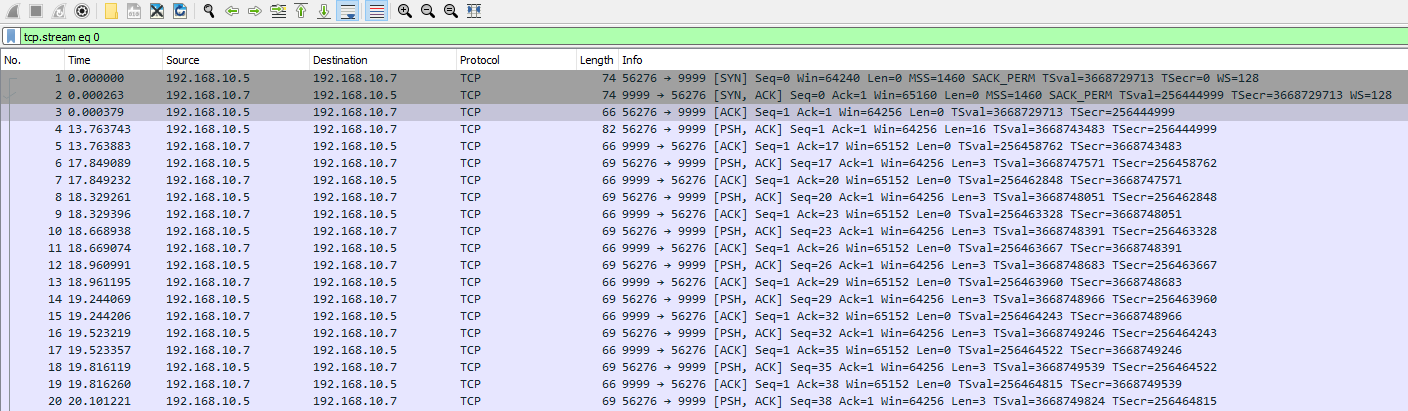 tcp.stream eq 0
No. Time Source Destination Protocol Length Info
1 0.000000 192.168.10.5 192.168.10.7 TCP 74 56276 → 9999 [SYN] Seq=0 Win=64240 Len=0 MSS=1460 SACK_PERM TSval=3668729713 TSecr=0 WS=128
2 0.000263 192.168.10.7 192.168.10.5 TCP 74 9999 → 56276 [SYN, ACK] Seq=0 Ack=1 Win=65160 Len=0 MSS=1460 SACK_PERM TSval=256444999 TSecr=3668729713 WS=128
3 0.000379 192.168.10.5 192.168.10.7 TCP 66 56276 → 9999 [ACK] Seq=1 Ack=1 Win=64256 Len=0 TSval=3668729713 TSecr=256444999
4 13.763743 192.168.10.5 192.168.10.7 TCP 82 56276 → 9999 [PSH, ACK] Seq=1 Ack=1 Win=64256 Len=16 TSval=3668743483 TSecr=256444999
5 13.763883 192.168.10.7 192.168.10.5 TCP 66 9999 → 56276 [ACK] Seq=1 Ack=17 Win=65152 Len=0 TSval=256458762 TSecr=3668743483
6 17.849089 192.168.10.5 192.168.10.7 TCP 69 56276 → 9999 [PSH, ACK] Seq=17 Ack=1 Win=64256 Len=3 TSval=3668747571 TSecr=256458762
7 17.849232 192.168.10.7 192.168.10.5 TCP 66 9999 → 56276 [ACK] Seq=1 Ack=20 Win=65152 Len=0 TSval=256462848 TSecr=3668747571
8 18.329261 192.168.10.5 192.168.10.7 TCP 69 56276 → 9999 [PSH, ACK] Seq=20 Ack=1 Win=64256 Len=3 TSval=3668748051 TSecr=256462848
9 18.329396 192.168.10.7 192.168.10.5 TCP 66 9999 → 56276 [ACK] Seq=1 Ack=23 Win=65152 Len=0 TSval=256463328 TSecr=3668748051
10 18.668938 192.168.10.5 192.168.10.7 TCP 69 56276 → 9999 [PSH, ACK] Seq=23 Ack=1 Win=64256 Len=3 TSval=3668748391 TSecr=256463328
11 18.669074 192.168.10.7 192.168.10.5 TCP 66 9999 → 56276 [ACK] Seq=1 Ack=26 Win=65152 Len=0 TSval=256463667 TSecr=3668748391
12 18.960991 192.168.10.5 192.168.10.7 TCP 69 56276 → 9999 [PSH, ACK] Seq=26 Ack=1 Win=64256 Len=3 TSval=3668748683 TSecr=256463667
13 18.961195 192.168.10.7 192.168.10.5 TCP 66 9999 → 56276 [ACK] Seq=1 Ack=29 Win=65152 Len=0 TSval=256463960 TSecr=3668748683
14 19.244069 192.168.10.5 192.168.10.7 TCP 69 56276 → 9999 [PSH, ACK] Seq=29 Ack=1 Win=64256 Len=3 TSval=3668748966 TSecr=256463960
15 19.244206 192.168.10.7 192.168.10.5 TCP 66 9999 → 56276 [ACK] Seq=1 Ack=32 Win=65152 Len=0 TSval=256464243 TSecr=3668748966
16 19.523219 192.168.10.5 192.168.10.7 TCP 69 56276 → 9999 [PSH, ACK] Seq=32 Ack=1 Win=64256 Len=3 TSval=3668749246 TSecr=256464243
17 19.523357 192.168.10.7 192.168.10.5 TCP 66 9999 → 56276 [ACK] Seq=1 Ack=35 Win=65152 Len=0 TSval=256464522 TSecr=3668749246
18 19.816119 192.168.10.5 192.168.10.7 TCP 69 56276 → 9999 [PSH, ACK] Seq=35 Ack=1 Win=64256 Len=3 TSval=3668749539 TSecr=256464522
19 19.816260 192.168.10.7 192.168.10.5 TCP 66 9999 → 56276 [ACK] Seq=1 Ack=38 Win=65152 Len=0 TSval=256464815 TSecr=3668749539
20 20.101221 192.168.10.5 192.168.10.7 TCP 69 56276 → 9999 [PSH, ACK] Seq=38 Ack=1 Win=64256 Len=3 TSval=3668749824 TSecr=256464815